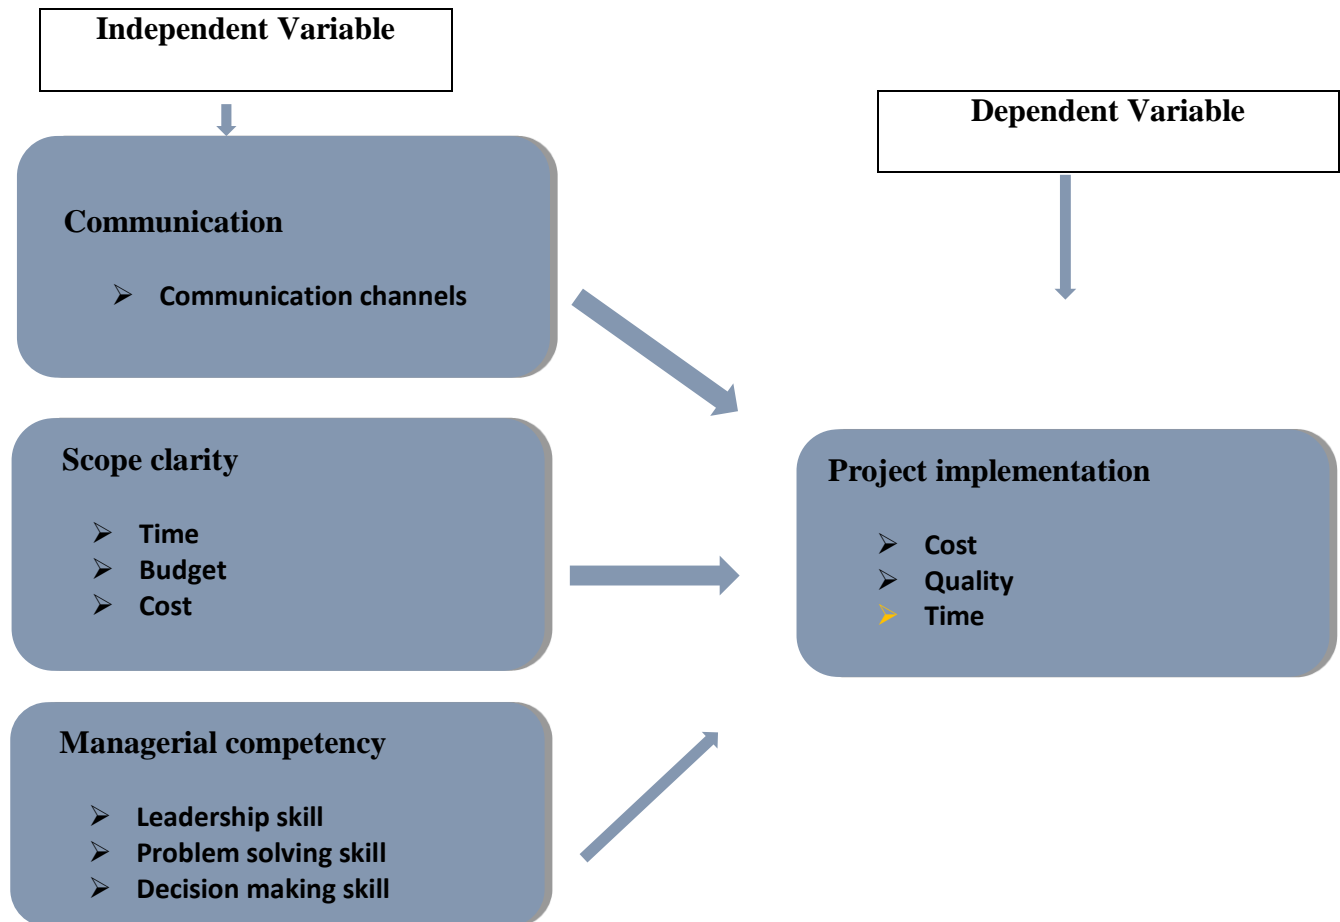 Independent Variable
Dependent Variable
Communication
➢ Communication channels
Scope clarity
➢ Time
➢ Budget
➢ Cost
Project implementation
➢ Cost
➢ Quality
➢ Time
Managerial competency
➢ Leadership skill
➢ Problem solving skill
➢ Decision making skill